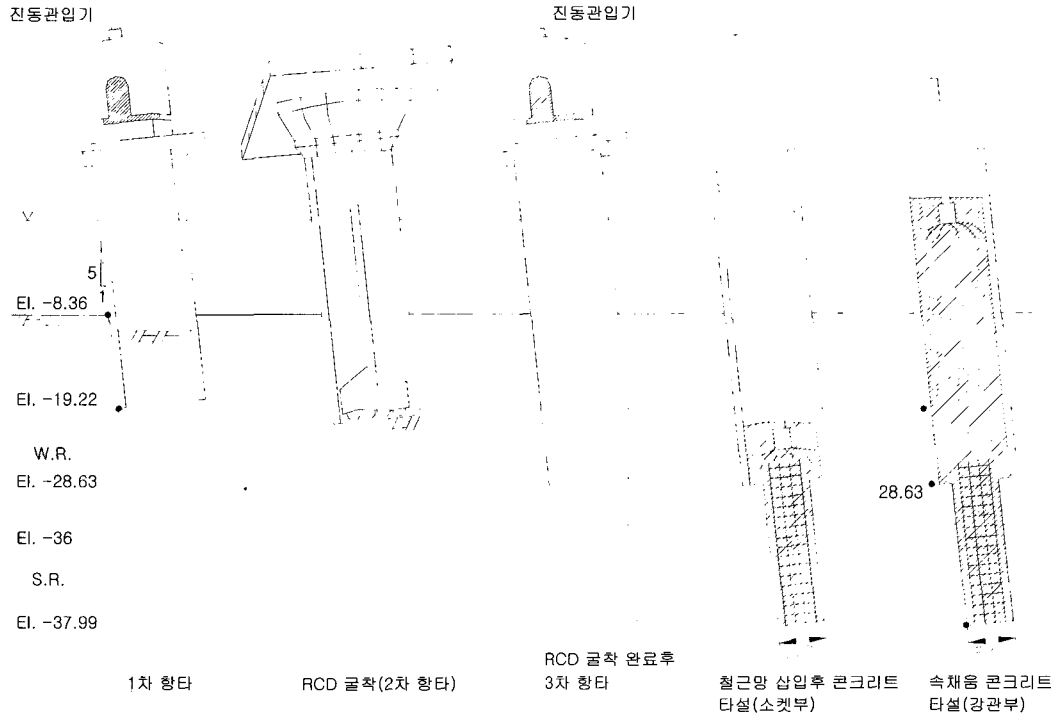 진동관입기
진동관입기
5
1
El. -8.36
El. -19.22
W.R.
El. -28.63
28.63
El. -36
S.R.
El. -37.99
1차 항타
RCD 굴착(2차 항타)
RCD 굴착 완료후
3차 항타
철근망 삽입후 콘크리트
타설(소켓부)
속채움 콘크리트
타설(강관부)